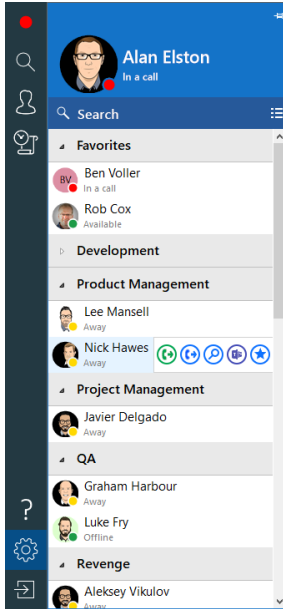 Alan Elston
In a call
Search
Favorites
BV Ben Voller
In a call
Rob Cox
Available
Development
Product Management
Lee Mansell
Away
Nick Hawes
Away
Project Management
Javier Delgado
Away
QA
Graham Harbour
Away
Luke Fry
Offline
Revenge
Aleksey Vikulov
Away
?